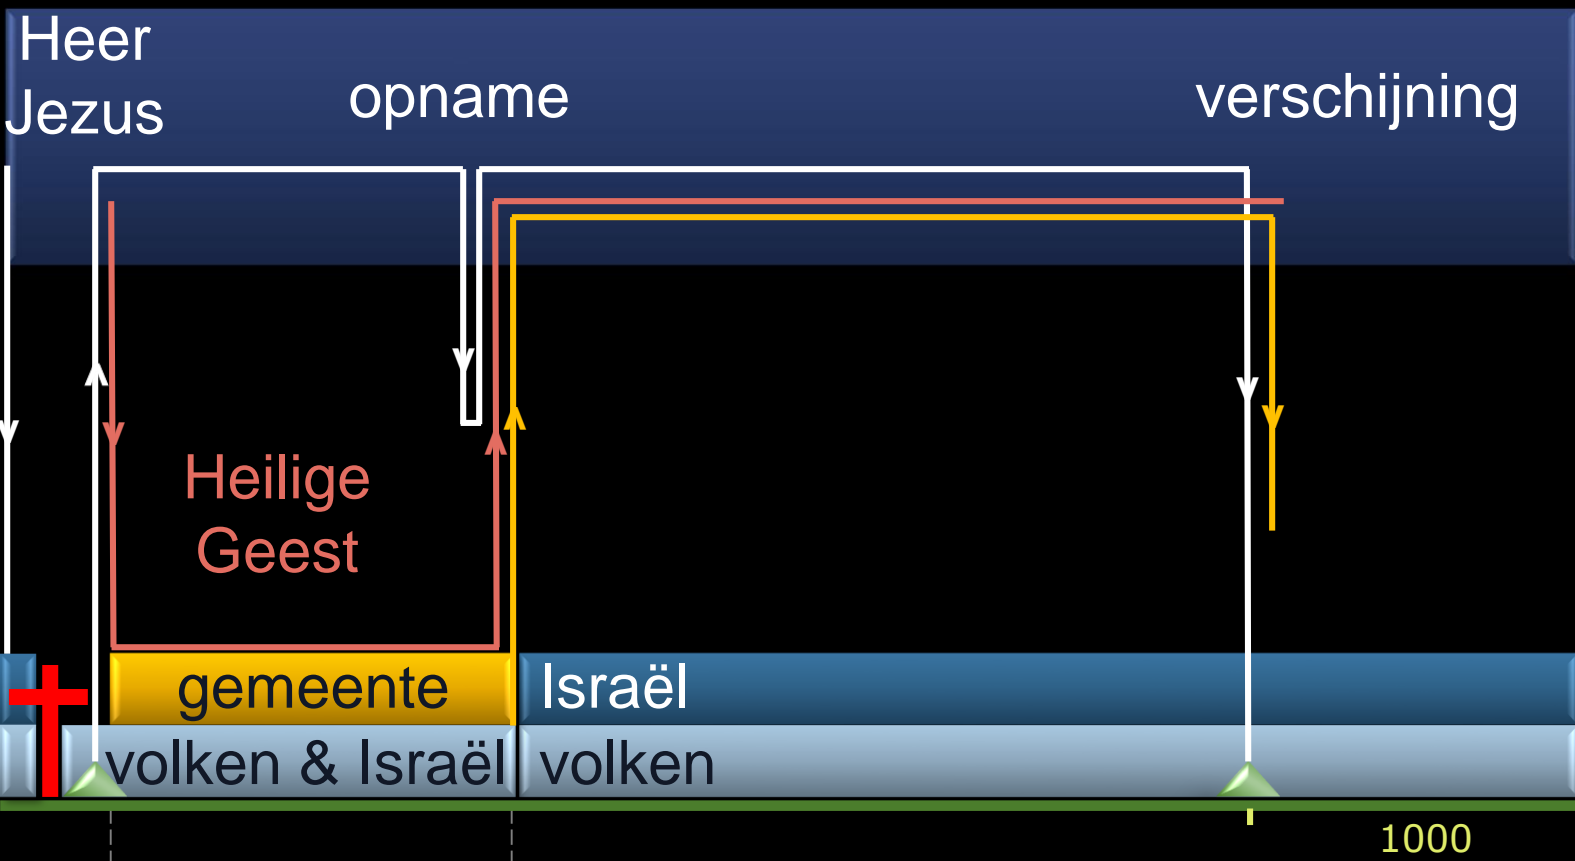 Heer
Jezus
opname
verschijning
Heilige
Geest
gemeente
Israël
volken & Israël
volken
1000